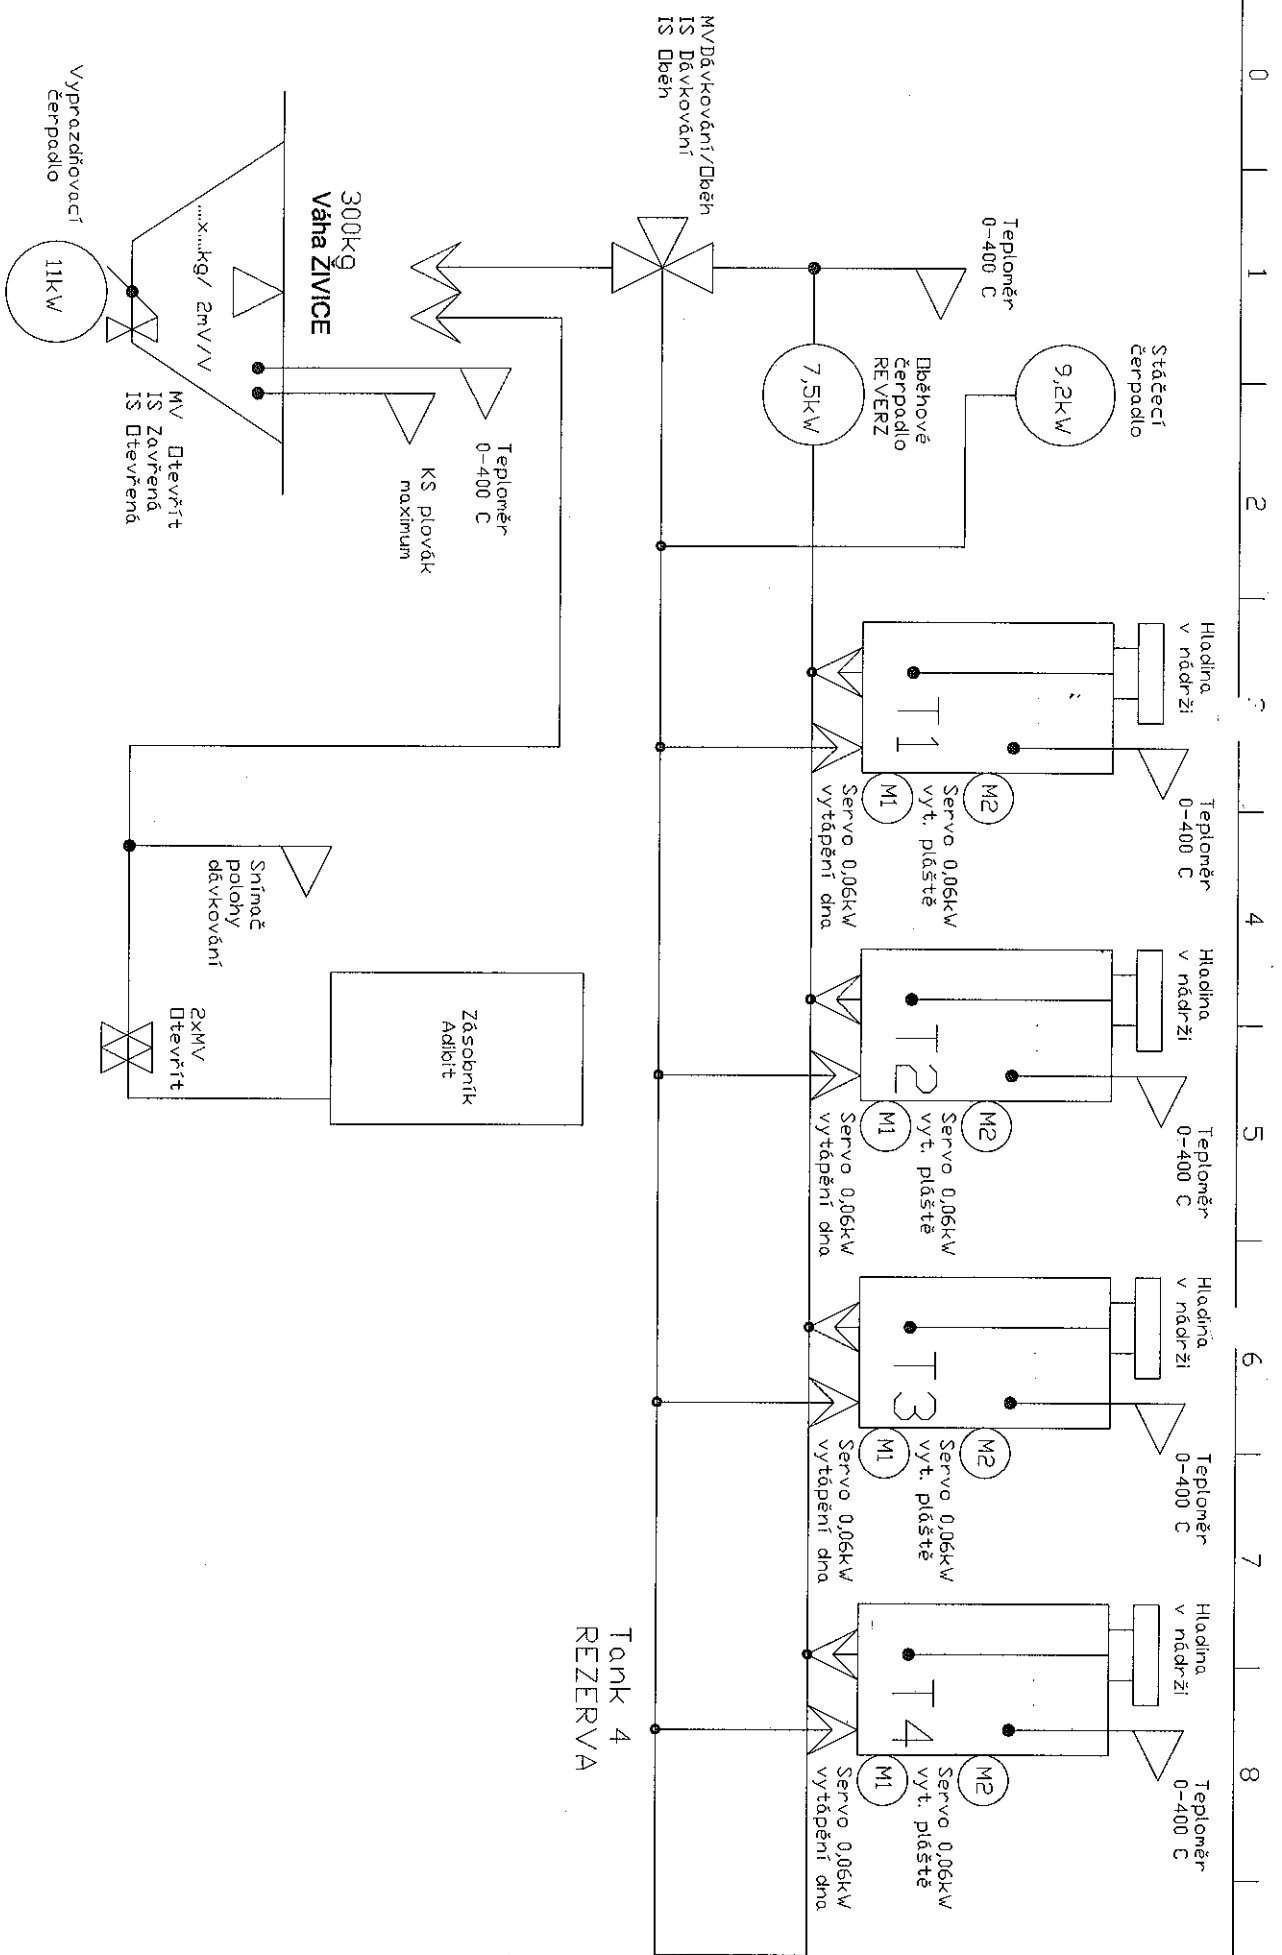 0
1
2
4
5
6
7
8
Stáčecí
čerpadlo
9,2kW
Teploměr
0-400 C
Oběhové
čerpadlo
REVERZ
7,5kW
MVDávkování/Oběh
IS Dávkování
IS Oběh
Hladina
v nádrži
Teploměr
0-400 C
T1
M2
Servo 0,06kW
vyt. pláště
M1
Servo 0,06kW
vytápění dna
Hladina
v nádrži
Teploměr
0-400 C
T2
M2
Servo 0,06kW
vyt. pláště
M1
Servo 0,06kW
vytápění dna
Hladina
v nádrži
Teploměr
0-400 C
T3
M2
Servo 0,06kW
vyt. pláště
M1
Servo 0,06kW
vytápění dna
Hladina
v nádrži
Teploměr
0-400 C
T4
M2
Servo 0,06kW
vyt. pláště
M1
Servo 0,06kW
vytápění dna
Tank 4
REZERVA
Teploměr
0-400 C
KS plovák
maximum
300kg
Váha ŽIVICE
....x...kg/ 2mV/V
MV Otevřít
IS Zavřená
IS Otevřená
Vyprazdňovací
čerpadlo
11kW
Snímač
polohy
dávkování
2xMV
Otevřít
Zásobník
Adibit